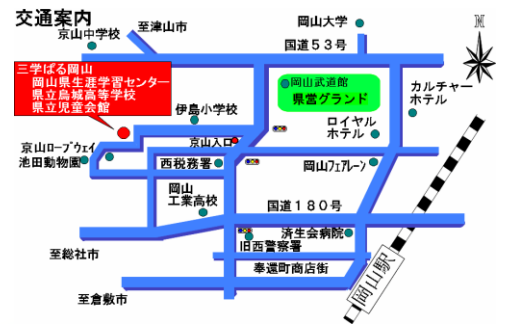 交通案内
京山中学校
至津山市
岡山大学
N
国道５３号
三学ぱる岡山
岡山県生涯学習センター
県立烏城高等学校
県立児童会館
岡山武道館
県営グランド
カルチャー
ホテル
伊島小学校
ロイヤル
ホテル
京山ロープウェイ
池田動物園
京山入口
西税務署
岡山フェアレーン
岡山
工業高校
国道１８０号
済生会病院
旧西警察署
至総社市
奉還町商店街
岡山駅
至倉敷市